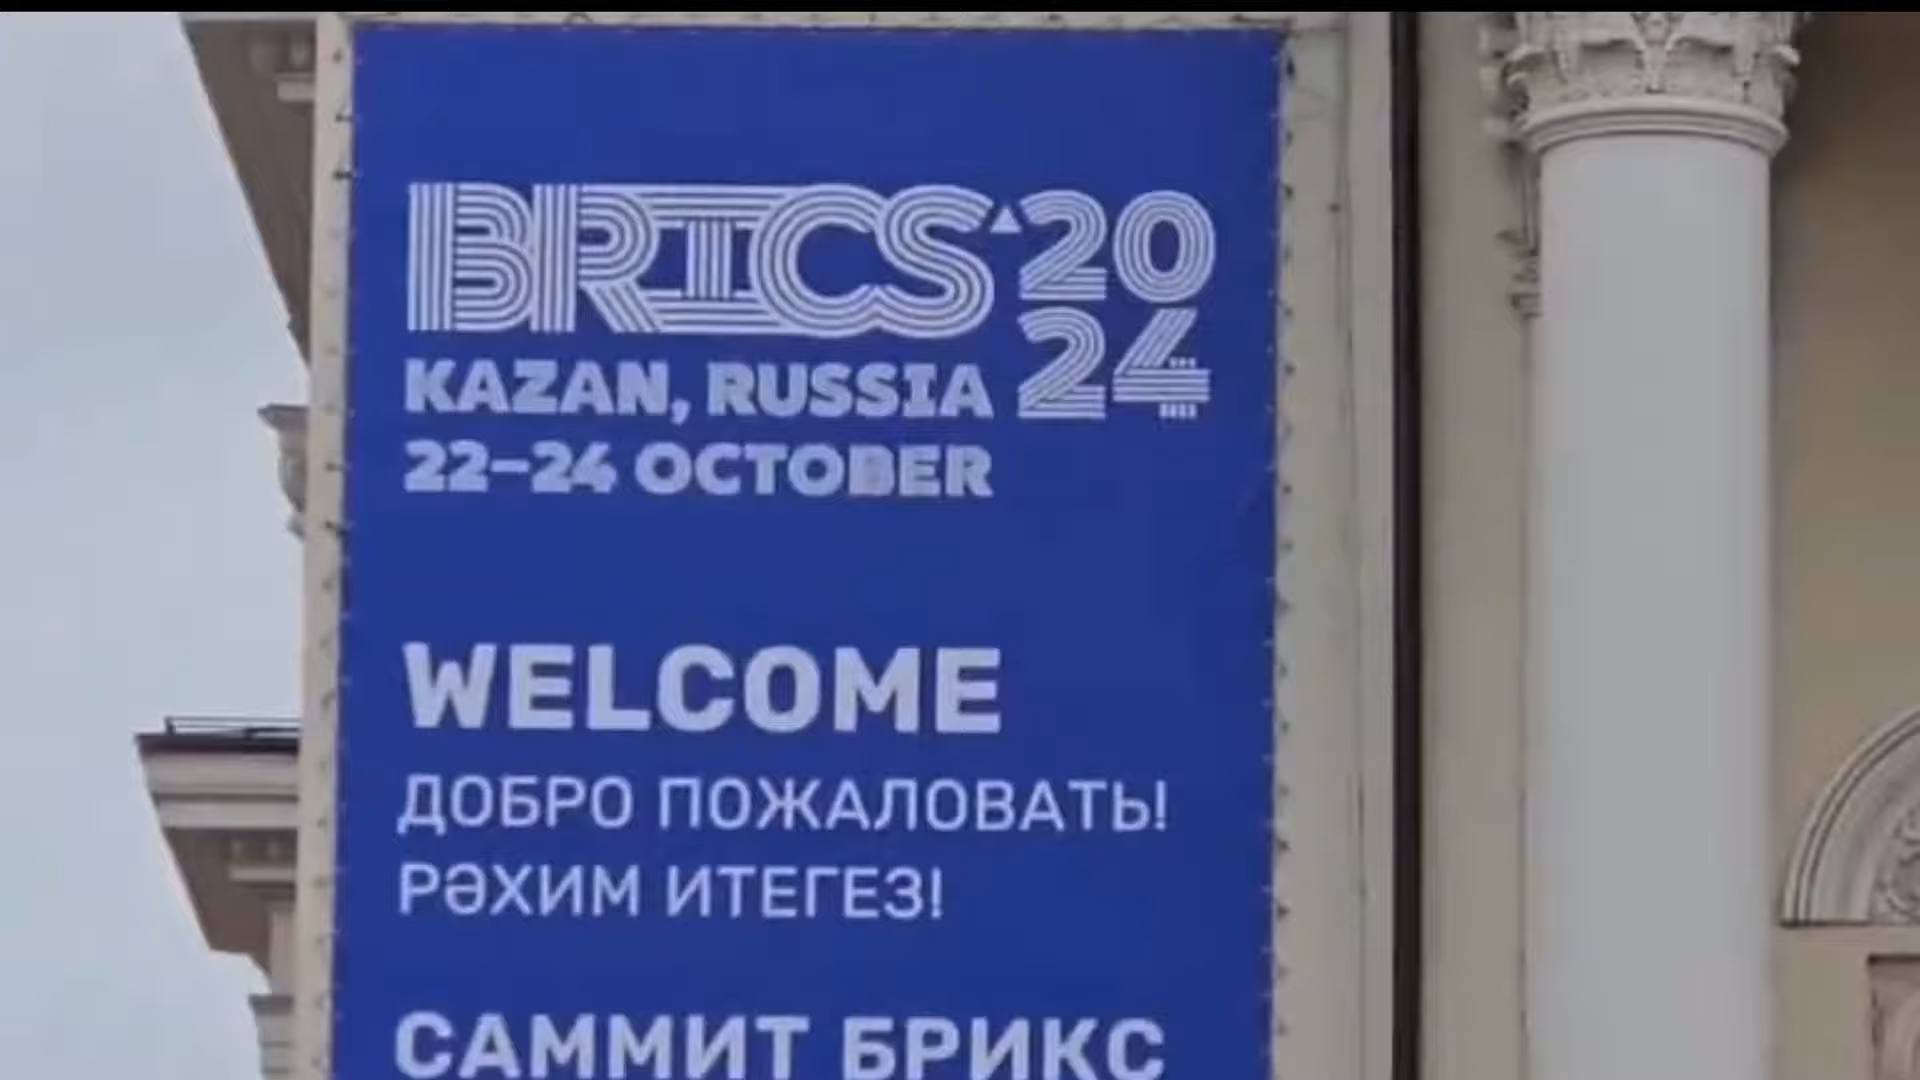 BRICS 2024
KAZAN, RUSSIA
22–24 OCTOBER
WELCOME
ДОБРО ПОЖАЛОВАТЬ!
РӘХИМ ИТЕГЕЗ!
САММИТ БРИКС